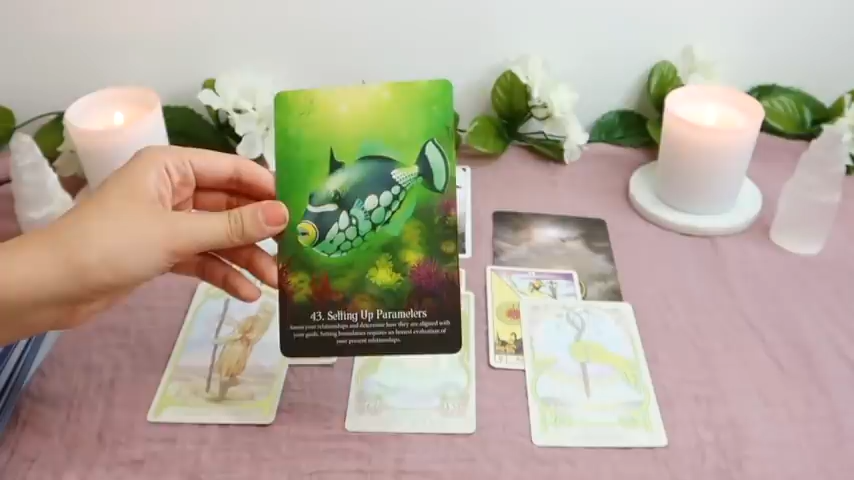 43. Setting Up Parameters
Assess your relationships and determine how they are aligned with
your goals. Setting boundaries requires an honest evaluation of
your present relationships.